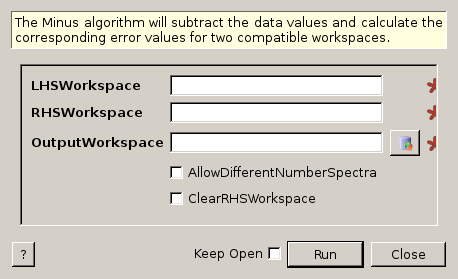 The Minus algorithm will subtract the data values and calculate the
corresponding error values for two compatible workspaces.
LHSWorkspace
RHSWorkspace
OutputWorkspace
AllowDifferentNumberSpectra
ClearRHSWorkspace
? Keep Open Run Close